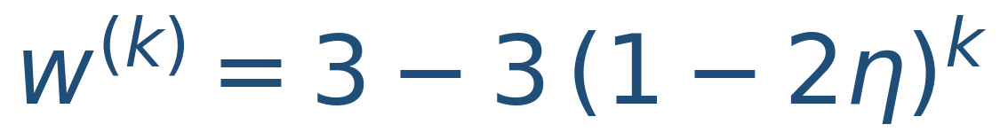 w^{(k)} = 3 − 3 (1 − 2η)^k